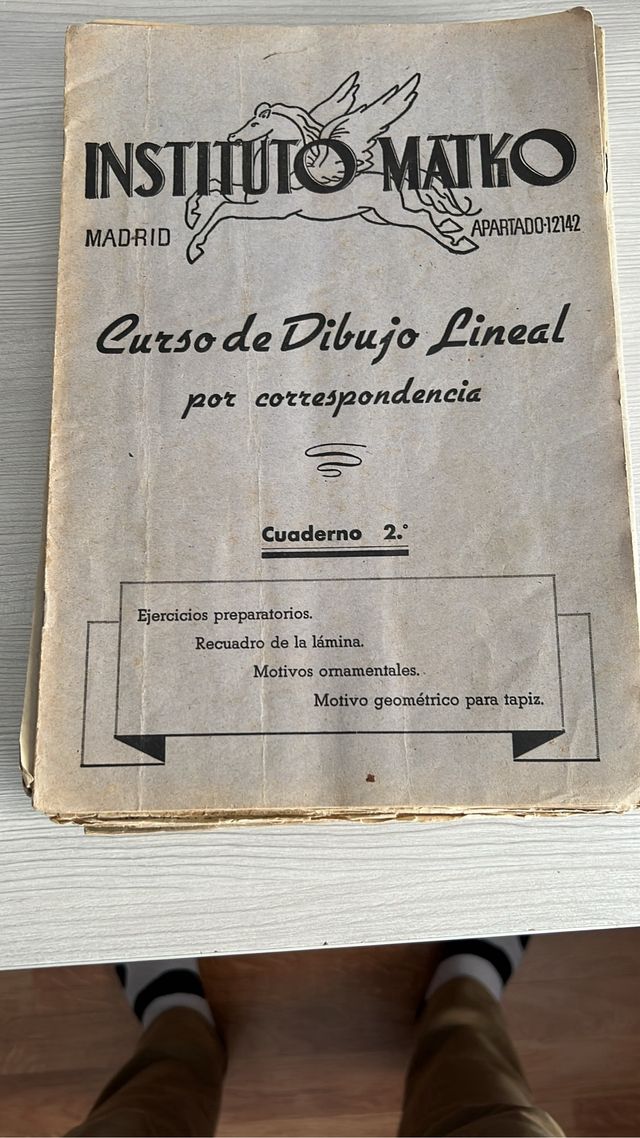 INSTITUTO MATKO
MADRID APARTADO-12142
Curso de Dibujo Lineal
por correspondencia
Cuaderno 2.º
Ejercicios preparatorios.
Recuadro de la lámina.
Motivos ornamentales.
Motivo geométrico para tapiz.